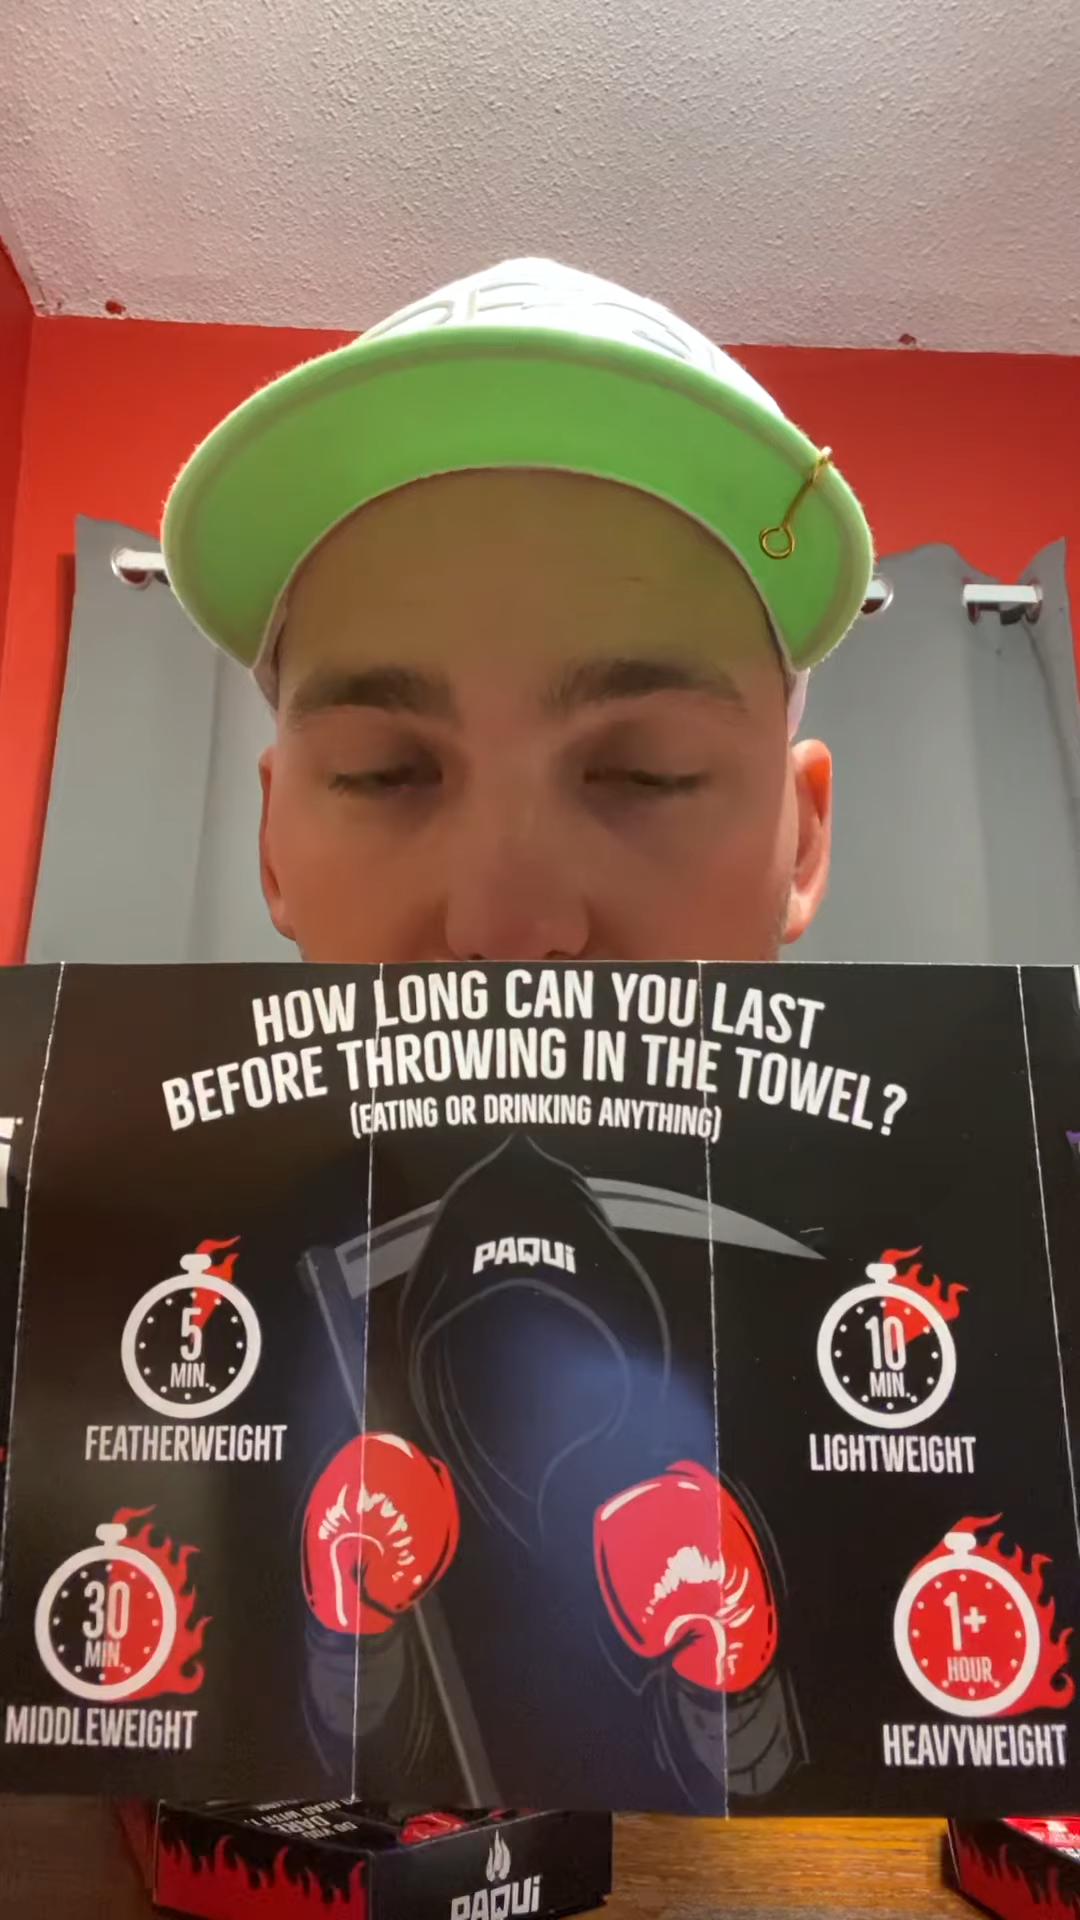 HOW LONG CAN YOU LAST
BEFORE THROWING IN THE TOWEL?
(EATING OR DRINKING ANYTHING)
PAQUI
5
MIN.
FEATHERWEIGHT
10
MIN.
LIGHTWEIGHT
30
MIN.
MIDDLEWEIGHT
1+
HOUR
HEAVYWEIGHT
DARE
PAQUI